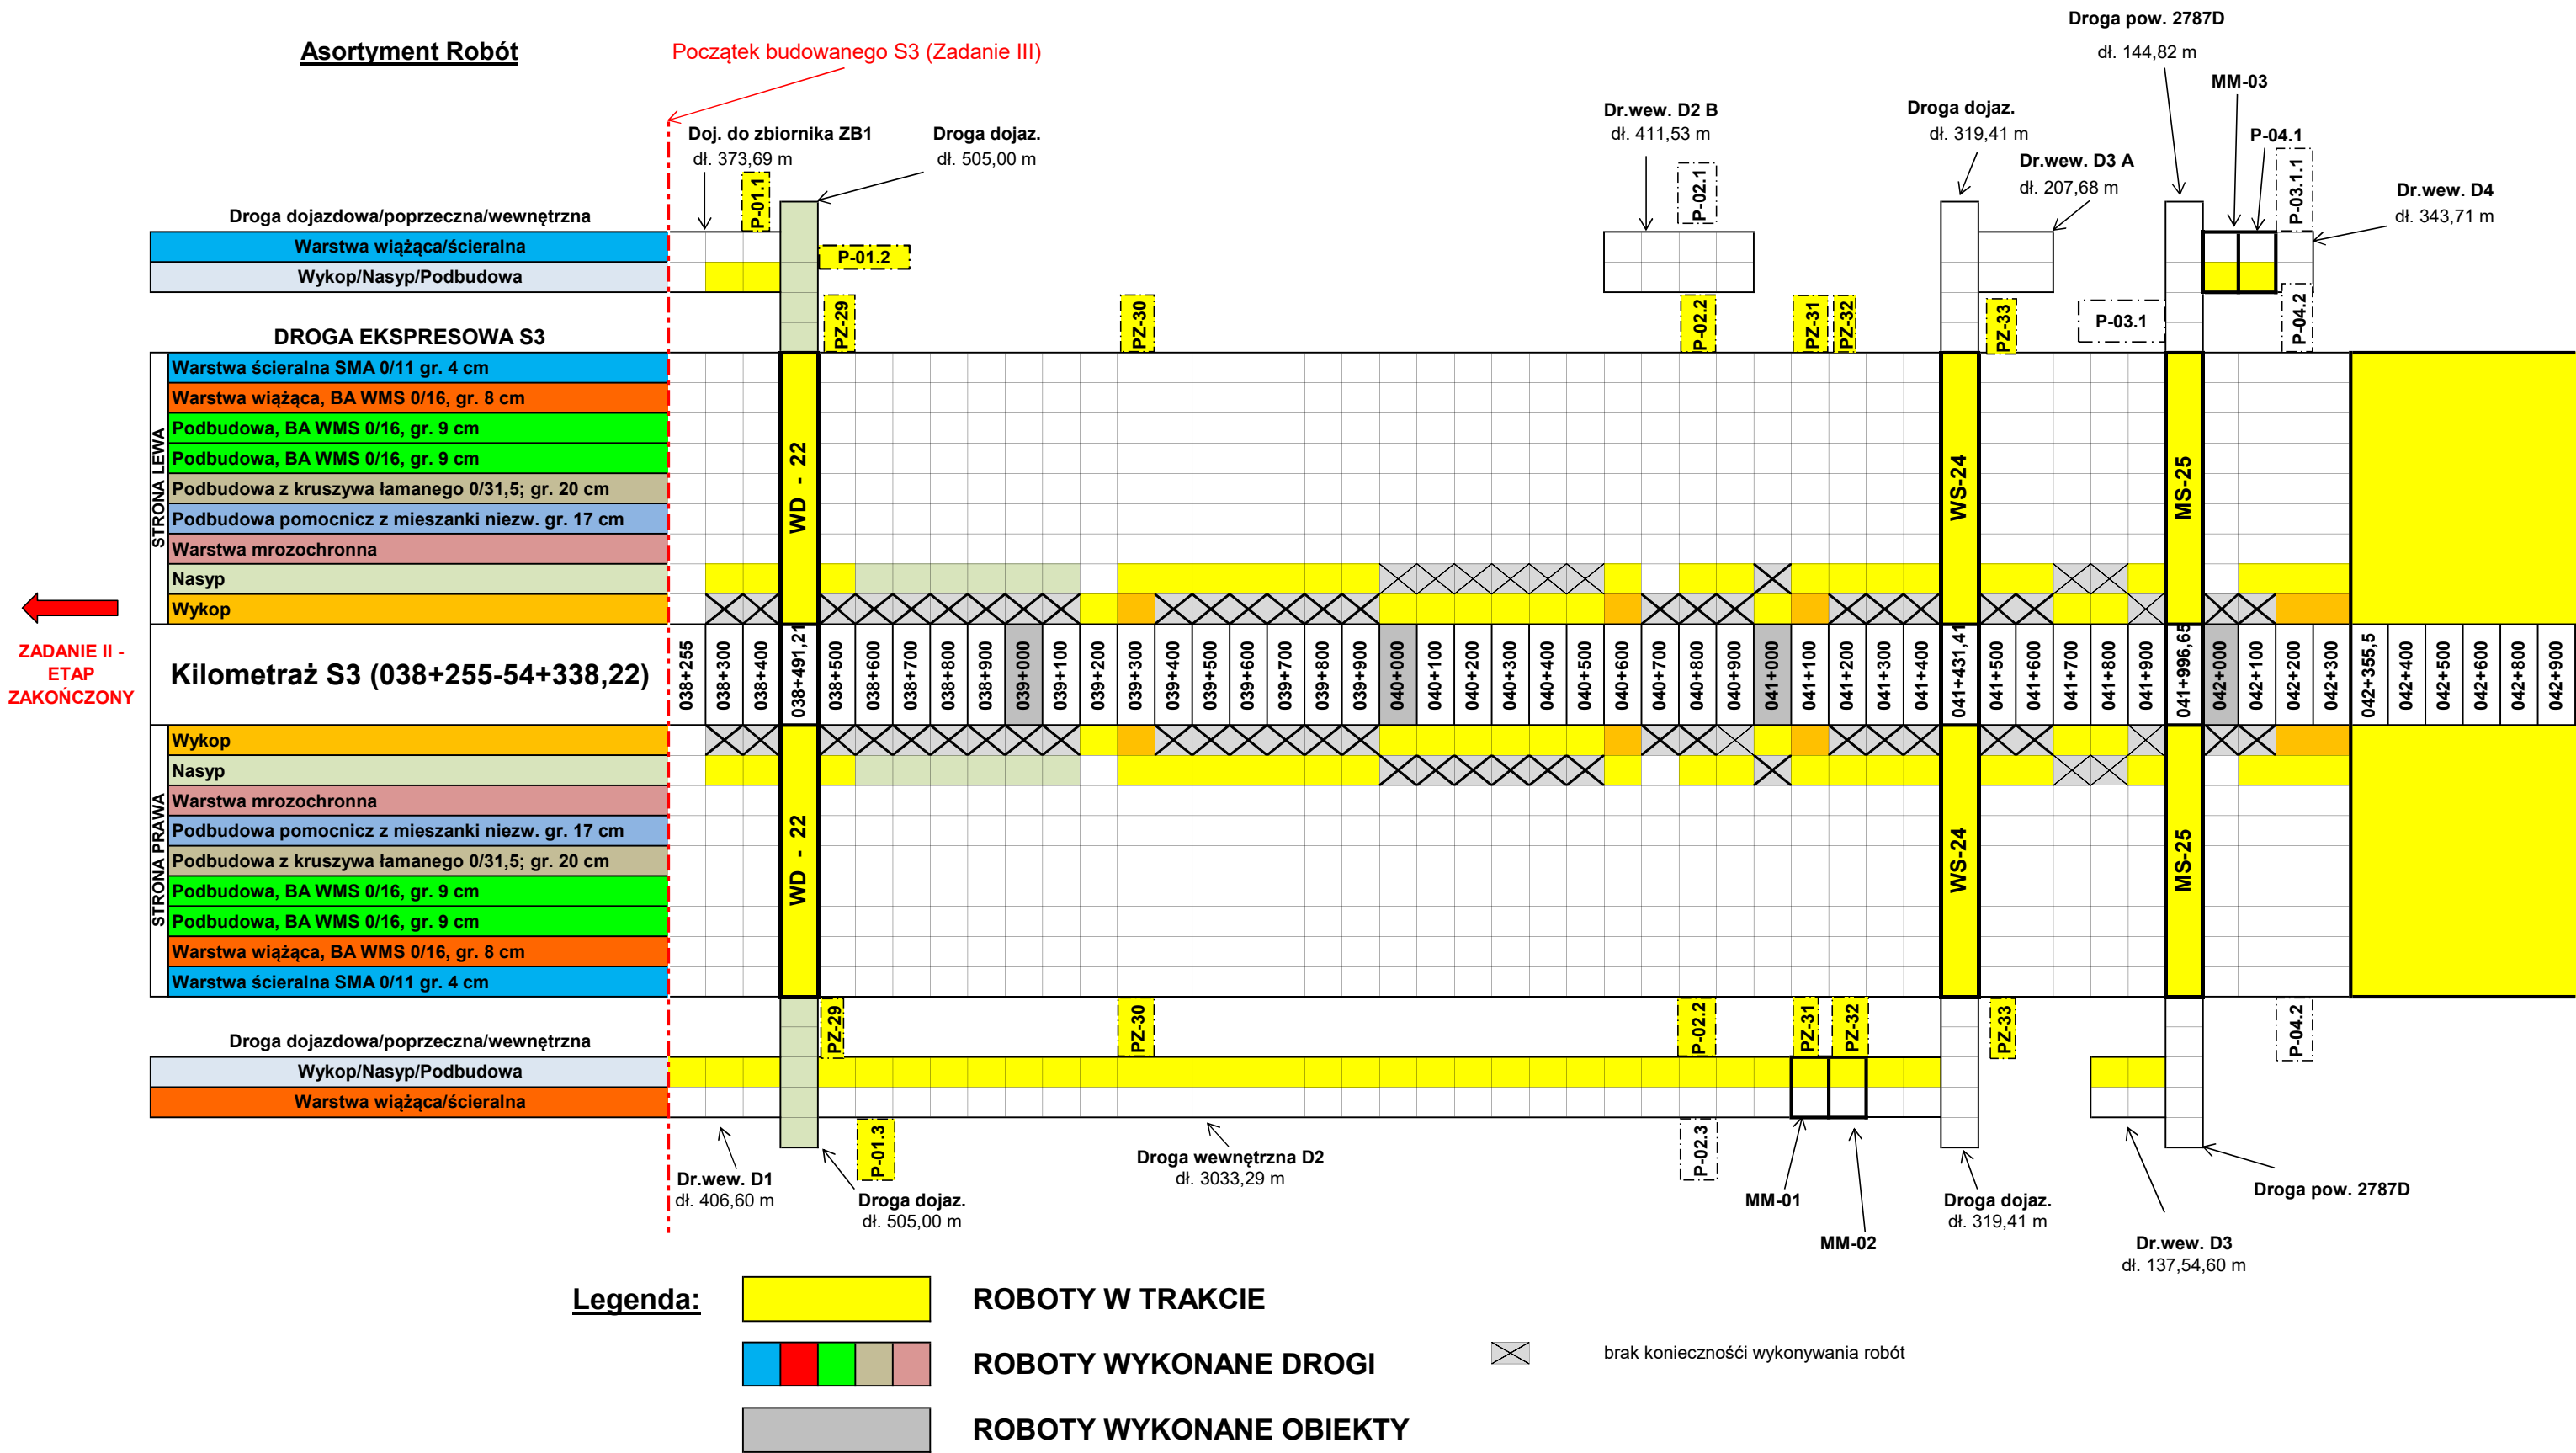 Asortyment Robót
Początek budowanego S3 (Zadanie III)
Droga pow. 2787D
dł. 144,82 m
MM-03
P-04.1
P-03.1.1
Doj. do zbiornika ZB1
dł. 373,69 m
Droga dojaz.
dł. 505,00 m
Dr.wew. D2 B
dł. 411,53 m
Droga dojaz.
dł. 319,41 m
Dr.wew. D3 A
dł. 207,68 m
Dr.wew. D4
dł. 343,71 m
P-01.1
P-02.1
Droga dojazdowa/poprzeczna/wewnętrzna
Warstwa wiążąca/ścieralna
Wykop/Nasyp/Podbudowa
P-01.2
PZ-29
PZ-30
P-02.2
PZ-31
PZ-32
PZ-33
P-03.1
P-04.2
DROGA EKSPRESOWA S3
STRONA LEWA
Warstwa ścieralna SMA 0/11 gr. 4 cm
Warstwa wiążąca, BA WMS 0/16, gr. 8 cm
Podbudowa, BA WMS 0/16, gr. 9 cm
Podbudowa, BA WMS 0/16, gr. 9 cm
Podbudowa z kruszywa łamanego 0/31,5; gr. 20 cm
Podbudowa pomocnicz z mieszanki niezw. gr. 17 cm
Warstwa mrozochronna
Nasyp
Wykop
WD - 22
WS-24
MS-25
ZADANIE II -
ETAP
ZAKOŃCZONY
Kilometraż S3 (038+255-54+338,22)
038+255
038+300
038+400
038+491,21
038+500
038+600
038+700
038+800
038+900
039+000
039+100
039+200
039+300
039+400
039+500
039+600
039+700
039+800
039+900
040+000
040+100
040+200
040+300
040+400
040+500
040+600
040+700
040+800
040+900
041+000
041+100
041+200
041+300
041+400
041+431,41
041+500
041+600
041+700
041+800
041+900
041+996,65
042+000
042+100
042+200
042+300
042+355,5
042+400
042+500
042+600
042+800
042+900
STRONA PRAWA
Wykop
Nasyp
Warstwa mrozochronna
Podbudowa pomocnicz z mieszanki niezw. gr. 17 cm
Podbudowa z kruszywa łamanego 0/31,5; gr. 20 cm
Podbudowa, BA WMS 0/16, gr. 9 cm
Podbudowa, BA WMS 0/16, gr. 9 cm
Warstwa wiążąca, BA WMS 0/16, gr. 8 cm
Warstwa ścieralna SMA 0/11 gr. 4 cm
WD - 22
WS-24
MS-25
PZ-29
PZ-30
P-02.2
PZ-31
PZ-32
PZ-33
P-04.2
Droga dojazdowa/poprzeczna/wewnętrzna
Wykop/Nasyp/Podbudowa
Warstwa wiążąca/ścieralna
P-01.3
P-02.3
Dr.wew. D1
dł. 406,60 m
Droga dojaz.
dł. 505,00 m
Droga wewnętrzna D2
dł. 3033,29 m
MM-01
MM-02
Droga dojaz.
dł. 319,41 m
Droga pow. 2787D
Dr.wew. D3
dł. 137,54,60 m
Legenda:
ROBOTY W TRAKCIE
ROBOTY WYKONANE DROGI
brak koniecznośći wykonywania robót
ROBOTY WYKONANE OBIEKTY